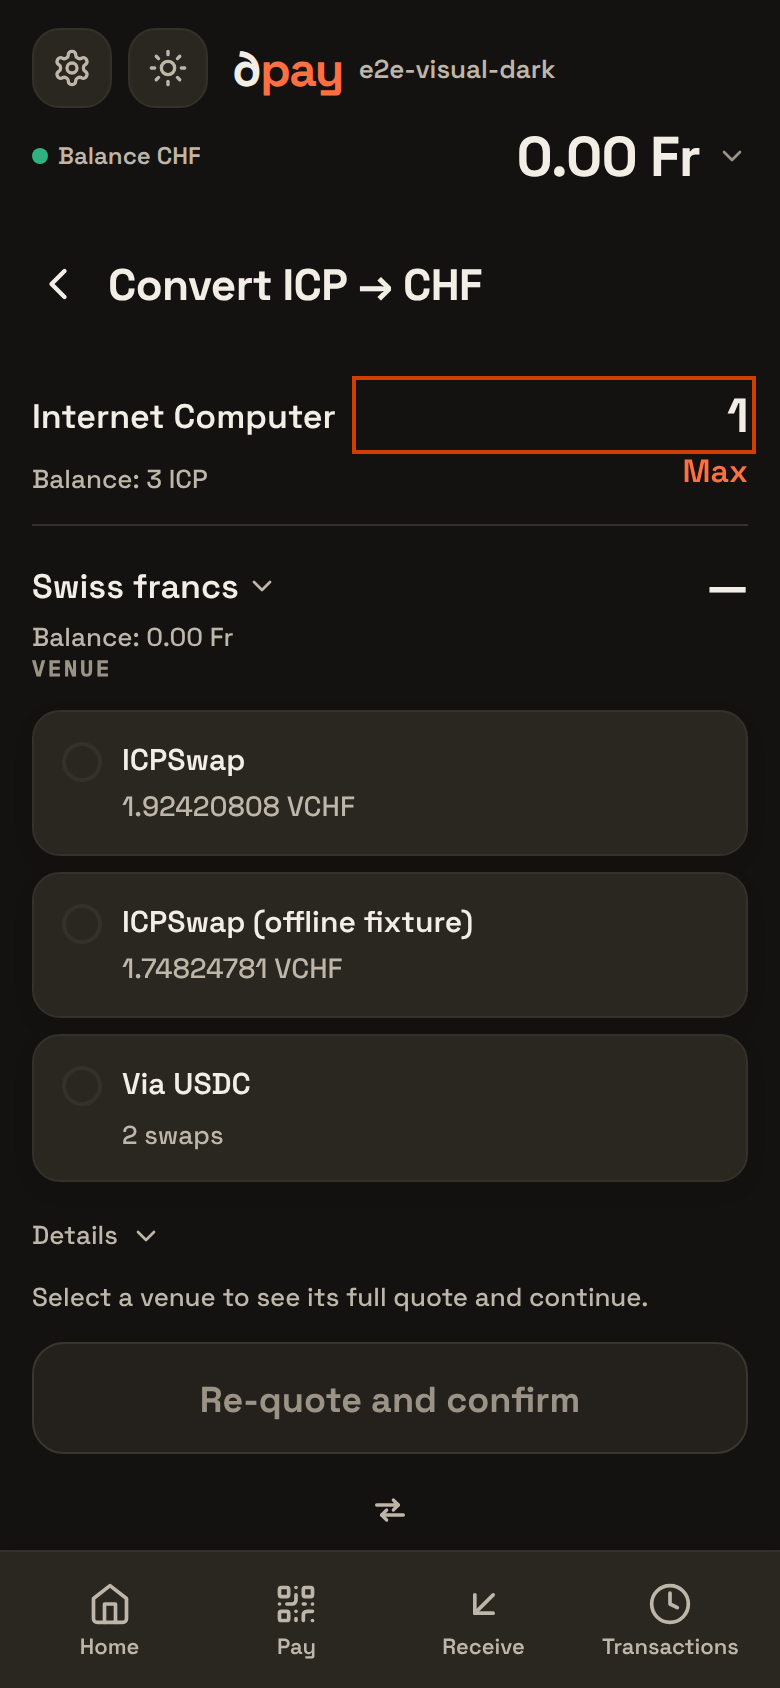 ∂pay e2e-visual-dark
Balance CHF 0.00 Fr
Convert ICP → CHF
Internet Computer 1
Balance: 3 ICP Max
Swiss francs —
Balance: 0.00 Fr
VENUE
ICPSwap
1.92420808 VCHF
ICPSwap (offline fixture)
1.74824781 VCHF
Via USDC
2 swaps
Details
Select a venue to see its full quote and continue.
Re-quote and confirm
Home Pay Receive Transactions